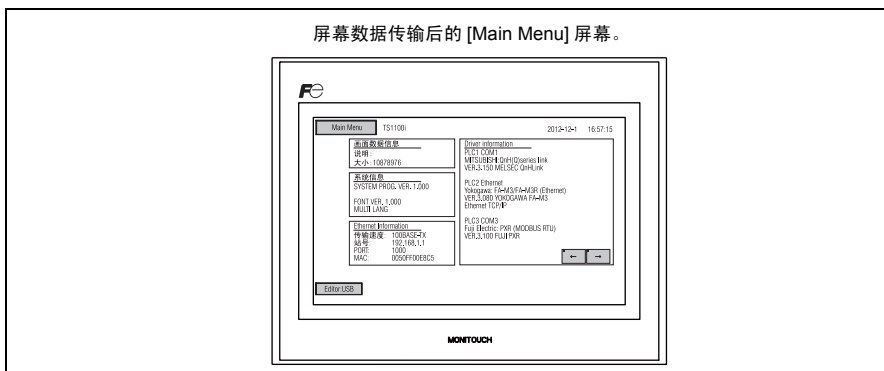 屏幕数据传输后的 [Main Menu] 屏幕。
Fe
Main Menu TS1100i 2012-12-1 16:57:15
画面数据信息
说明:
大小:10878976
系统信息
SYSTEM PROG. VER. 1.000
FONT VER. 1.000
MULTI LANG
Ethernet Information
传输速度: 100BASE-TX
站号: 192.168.1.1
PORT: 1000
MAC: 0050FF00E8C5
Driver information
PLC1 COM1
MITSUBISHI: QnH(Q)series link
VER.3.150 MELSEC QnHLink
PLC2 Ethernet
Yokogawa: FA-M3/FA-M3R (Ethernet)
VER.3.080 YOKOGAWA FA-M3
Ethernet TCP/IP
PLC3 COM3
Fuji Electric: PXR (MODBUS RTU)
VER.3.100 FUJI PXR
← →
Editor:USB
MONITOUCH